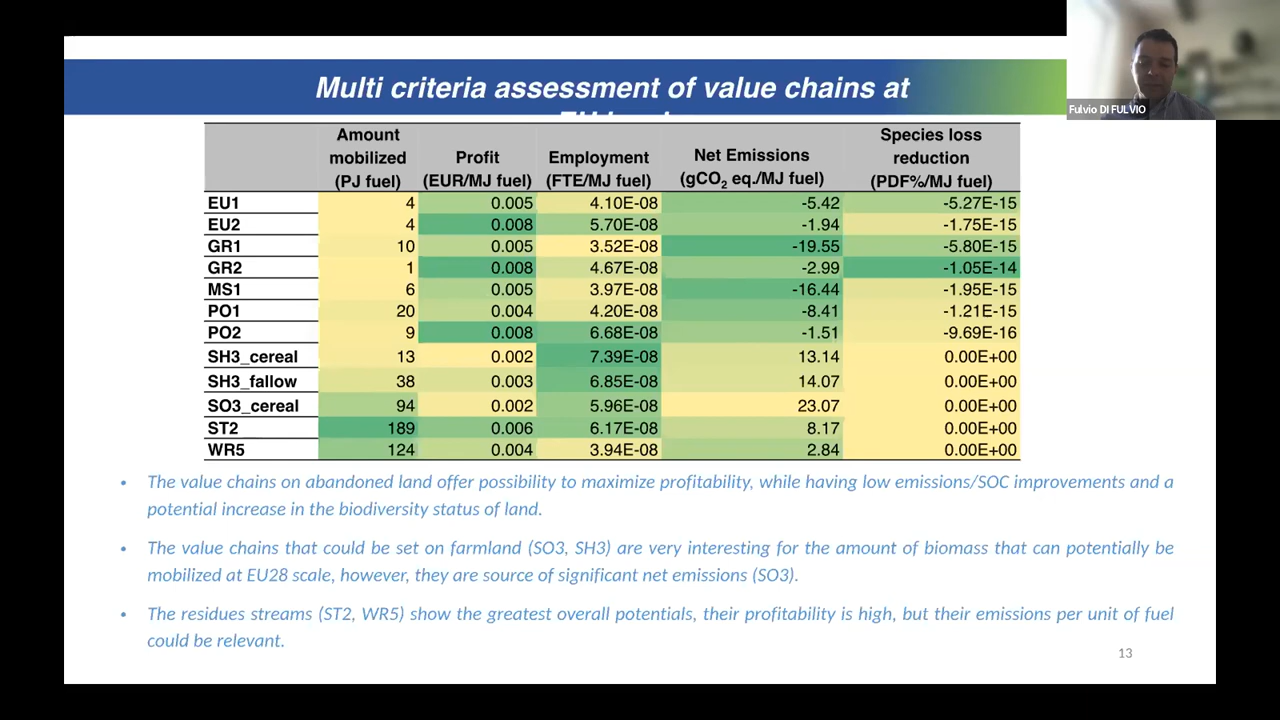 Multi criteria assessment of value chains at
Fulvio DI FULVIO
Amount mobilized (PJ fuel) Profit (EUR/MJ fuel) Employment (FTE/MJ fuel) Net Emissions (gCO2 eq./MJ fuel) Species loss reduction (PDF%/MJ fuel)
EU1 4 0.005 4.10E-08 -5.42 -5.27E-15
EU2 4 0.008 5.70E-08 -1.94 -1.75E-15
GR1 10 0.005 3.52E-08 -19.55 -5.80E-15
GR2 1 0.008 4.67E-08 -2.99 -1.05E-14
MS1 6 0.005 3.97E-08 -16.44 -1.95E-15
PO1 20 0.004 4.20E-08 -8.41 -1.21E-15
PO2 9 0.008 6.68E-08 -1.51 -9.69E-16
SH3_cereal 13 0.002 7.39E-08 13.14 0.00E+00
SH3_fallow 38 0.003 6.85E-08 14.07 0.00E+00
SO3_cereal 94 0.002 5.96E-08 23.07 0.00E+00
ST2 189 0.006 6.17E-08 8.17 0.00E+00
WR5 124 0.004 3.94E-08 2.84 0.00E+00
• The value chains on abandoned land offer possibility to maximize profitability, while having low emissions/SOC improvements and a
potential increase in the biodiversity status of land.
• The value chains that could be set on farmland (SO3, SH3) are very interesting for the amount of biomass that can potentially be
mobilized at EU28 scale, however, they are source of significant net emissions (SO3).
• The residues streams (ST2, WR5) show the greatest overall potentials, their profitability is high, but their emissions per unit of fuel
could be relevant.
13